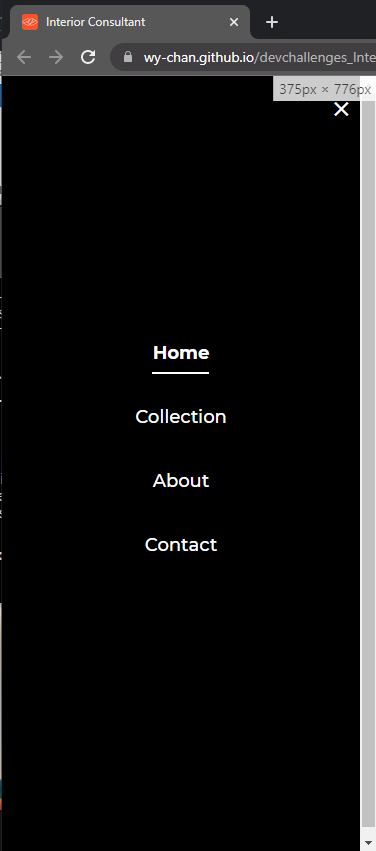 Interior Consultant
wy-chan.github.io/devchallenges_Inte
375px × 776px
Home
Collection
About
Contact